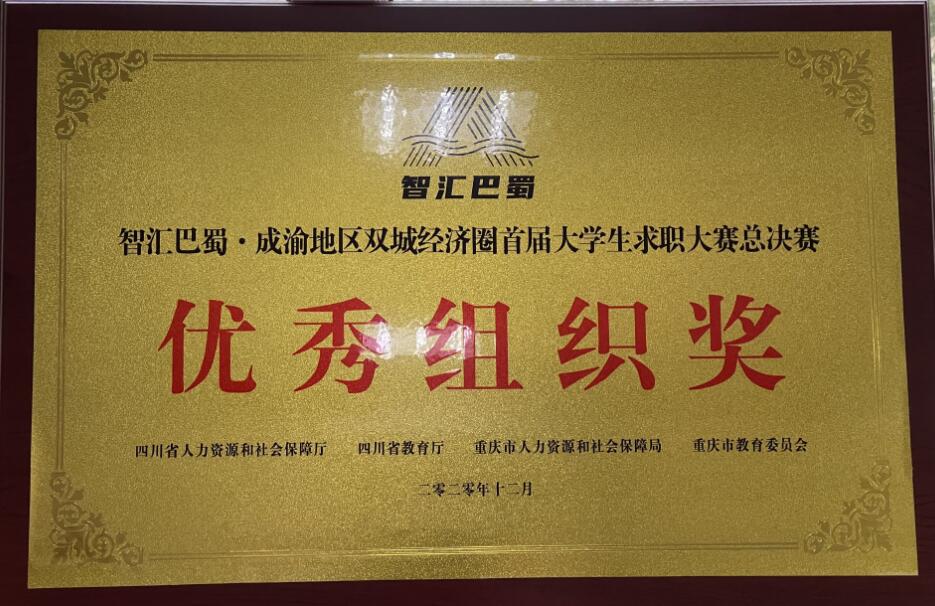 智汇巴蜀
智汇巴蜀·成渝地区双城经济圈首届大学生求职大赛总决赛
优秀组织奖
四川省人力资源和社会保障厅 四川省教育厅 重庆市人力资源和社会保障局 重庆市教育委员会
二零二零年十二月